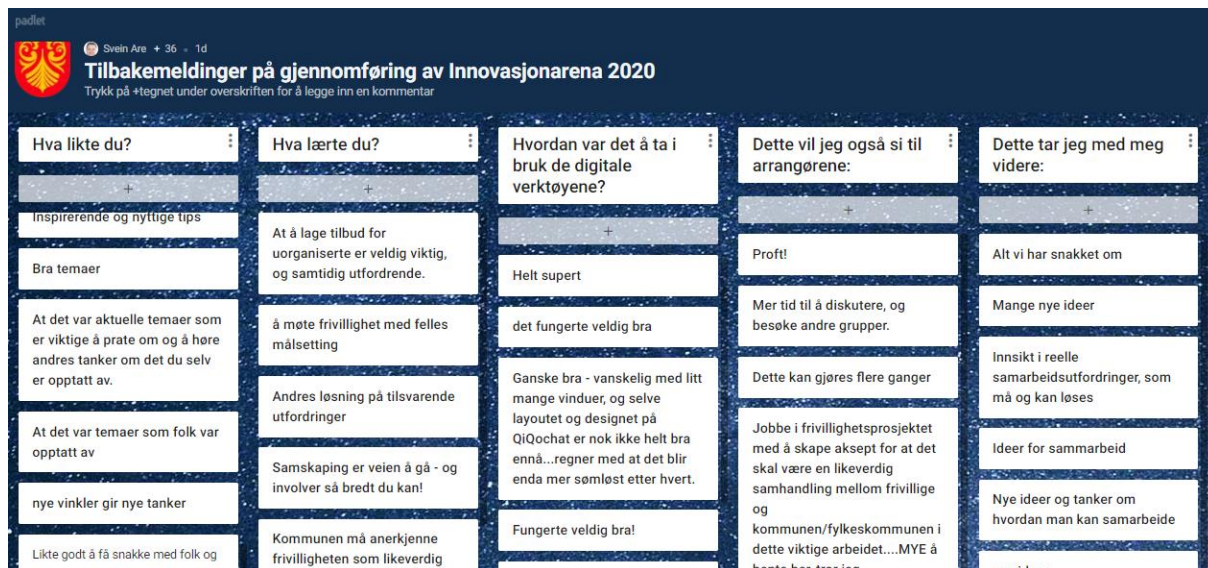 padlet
Svein Are + 36 • 1d
Tilbakemeldinger på gjennomføring av Innovasjonarena 2020
Trykk på +tegnet under overskriften for å legge inn en kommentar
Hva likte du?
+
Inspirerende og nyttige tips
Bra temaer
At det var aktuelle temaer som
er viktige å prate om og å høre
andres tanker om det du selv
er opptatt av.
At det var temaer som folk var
opptatt av
nye vinkler gir nye tanker
Likte godt å få snakke med folk og
Hva lærte du?
+
At å lage tilbud for
uorganiserte er veldig viktig,
og samtidig utfordrende.
å møte frivillighet med felles
målsetting
Andres løsning på tilsvarende
utfordringer
Samskaping er veien å gå - og
involver så bredt du kan!
Kommunen må anerkjenne
frivilligheten som likeverdig
Hvordan var det å ta i
bruk de digitale
verktøyene?
+
Helt supert
det fungerte veldig bra
Ganske bra - vanskelig med litt
mange vinduer, og selve
layoutet og designet på
QiQochat er nok ikke helt bra
ennå...regner med at det blir
enda mer sømløst etter hvert.
Fungerte veldig bra!
Dette vil jeg også si til
arrangørene:
+
Proft!
Mer tid til å diskutere, og
besøke andre grupper.
Dette kan gjøres flere ganger
Jobbe i frivillighetsprosjektet
med å skape aksept for at det
skal være en likeverdig
samhandling mellom frivillige
og
kommunen/fylkeskommunen i
dette viktige arbeidet....MYE å
Dette tar jeg med meg
videre:
+
Alt vi har snakket om
Mange nye ideer
Innsikt i reelle
samarbeidsutfordringer, som
må og kan løses
Ideer for sammarbeid
Nye ideer og tanker om
hvordan man kan samarbeide